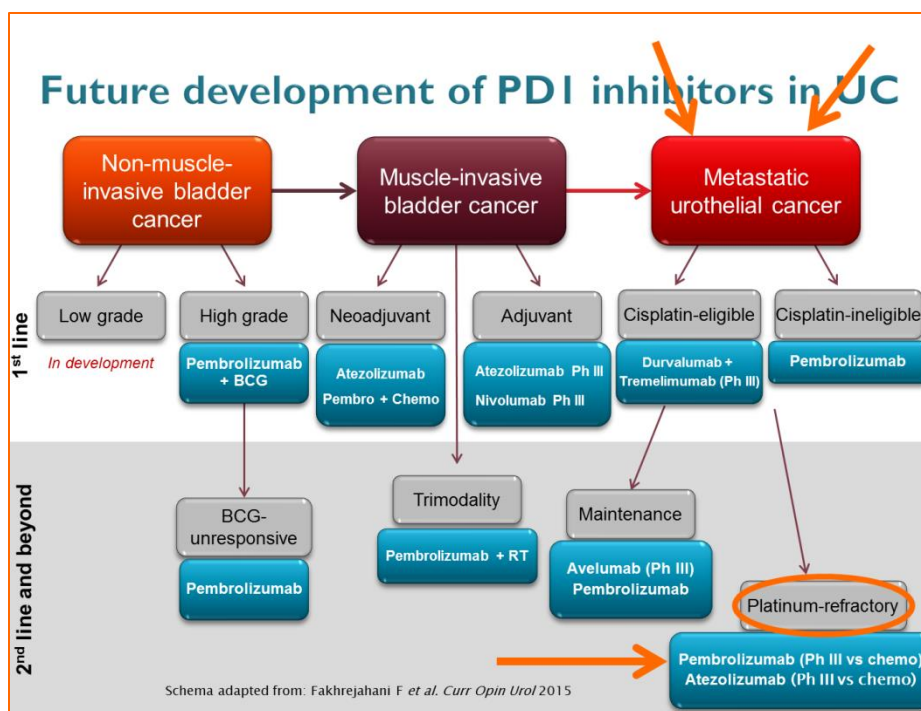 Future development of PD1 inhibitors in UC
Non-muscle-
invasive bladder
cancer
Muscle-invasive
bladder cancer
Metastatic
urothelial cancer
1st line
Low grade
In development
High grade
Pembrolizumab
+ BCG
Neoadjuvant
Atezolizumab
Pembro + Chemo
Adjuvant
Atezolizumab Ph III
Nivolumab Ph III
Cisplatin-eligible
Durvalumab +
Tremelimumab (Ph III)
Cisplatin-ineligible
Pembrolizumab
2nd line and beyond
BCG-
unresponsive
Pembrolizumab
Trimodality
Pembrolizumab + RT
Maintenance
Avelumab (Ph III)
Pembrolizumab
Platinum-refractory
Pembrolizumab (Ph III vs chemo)
Atezolizumab (Ph III vs chemo)
Schema adapted from: Fakhrejahani F et al. Curr Opin Urol 2015